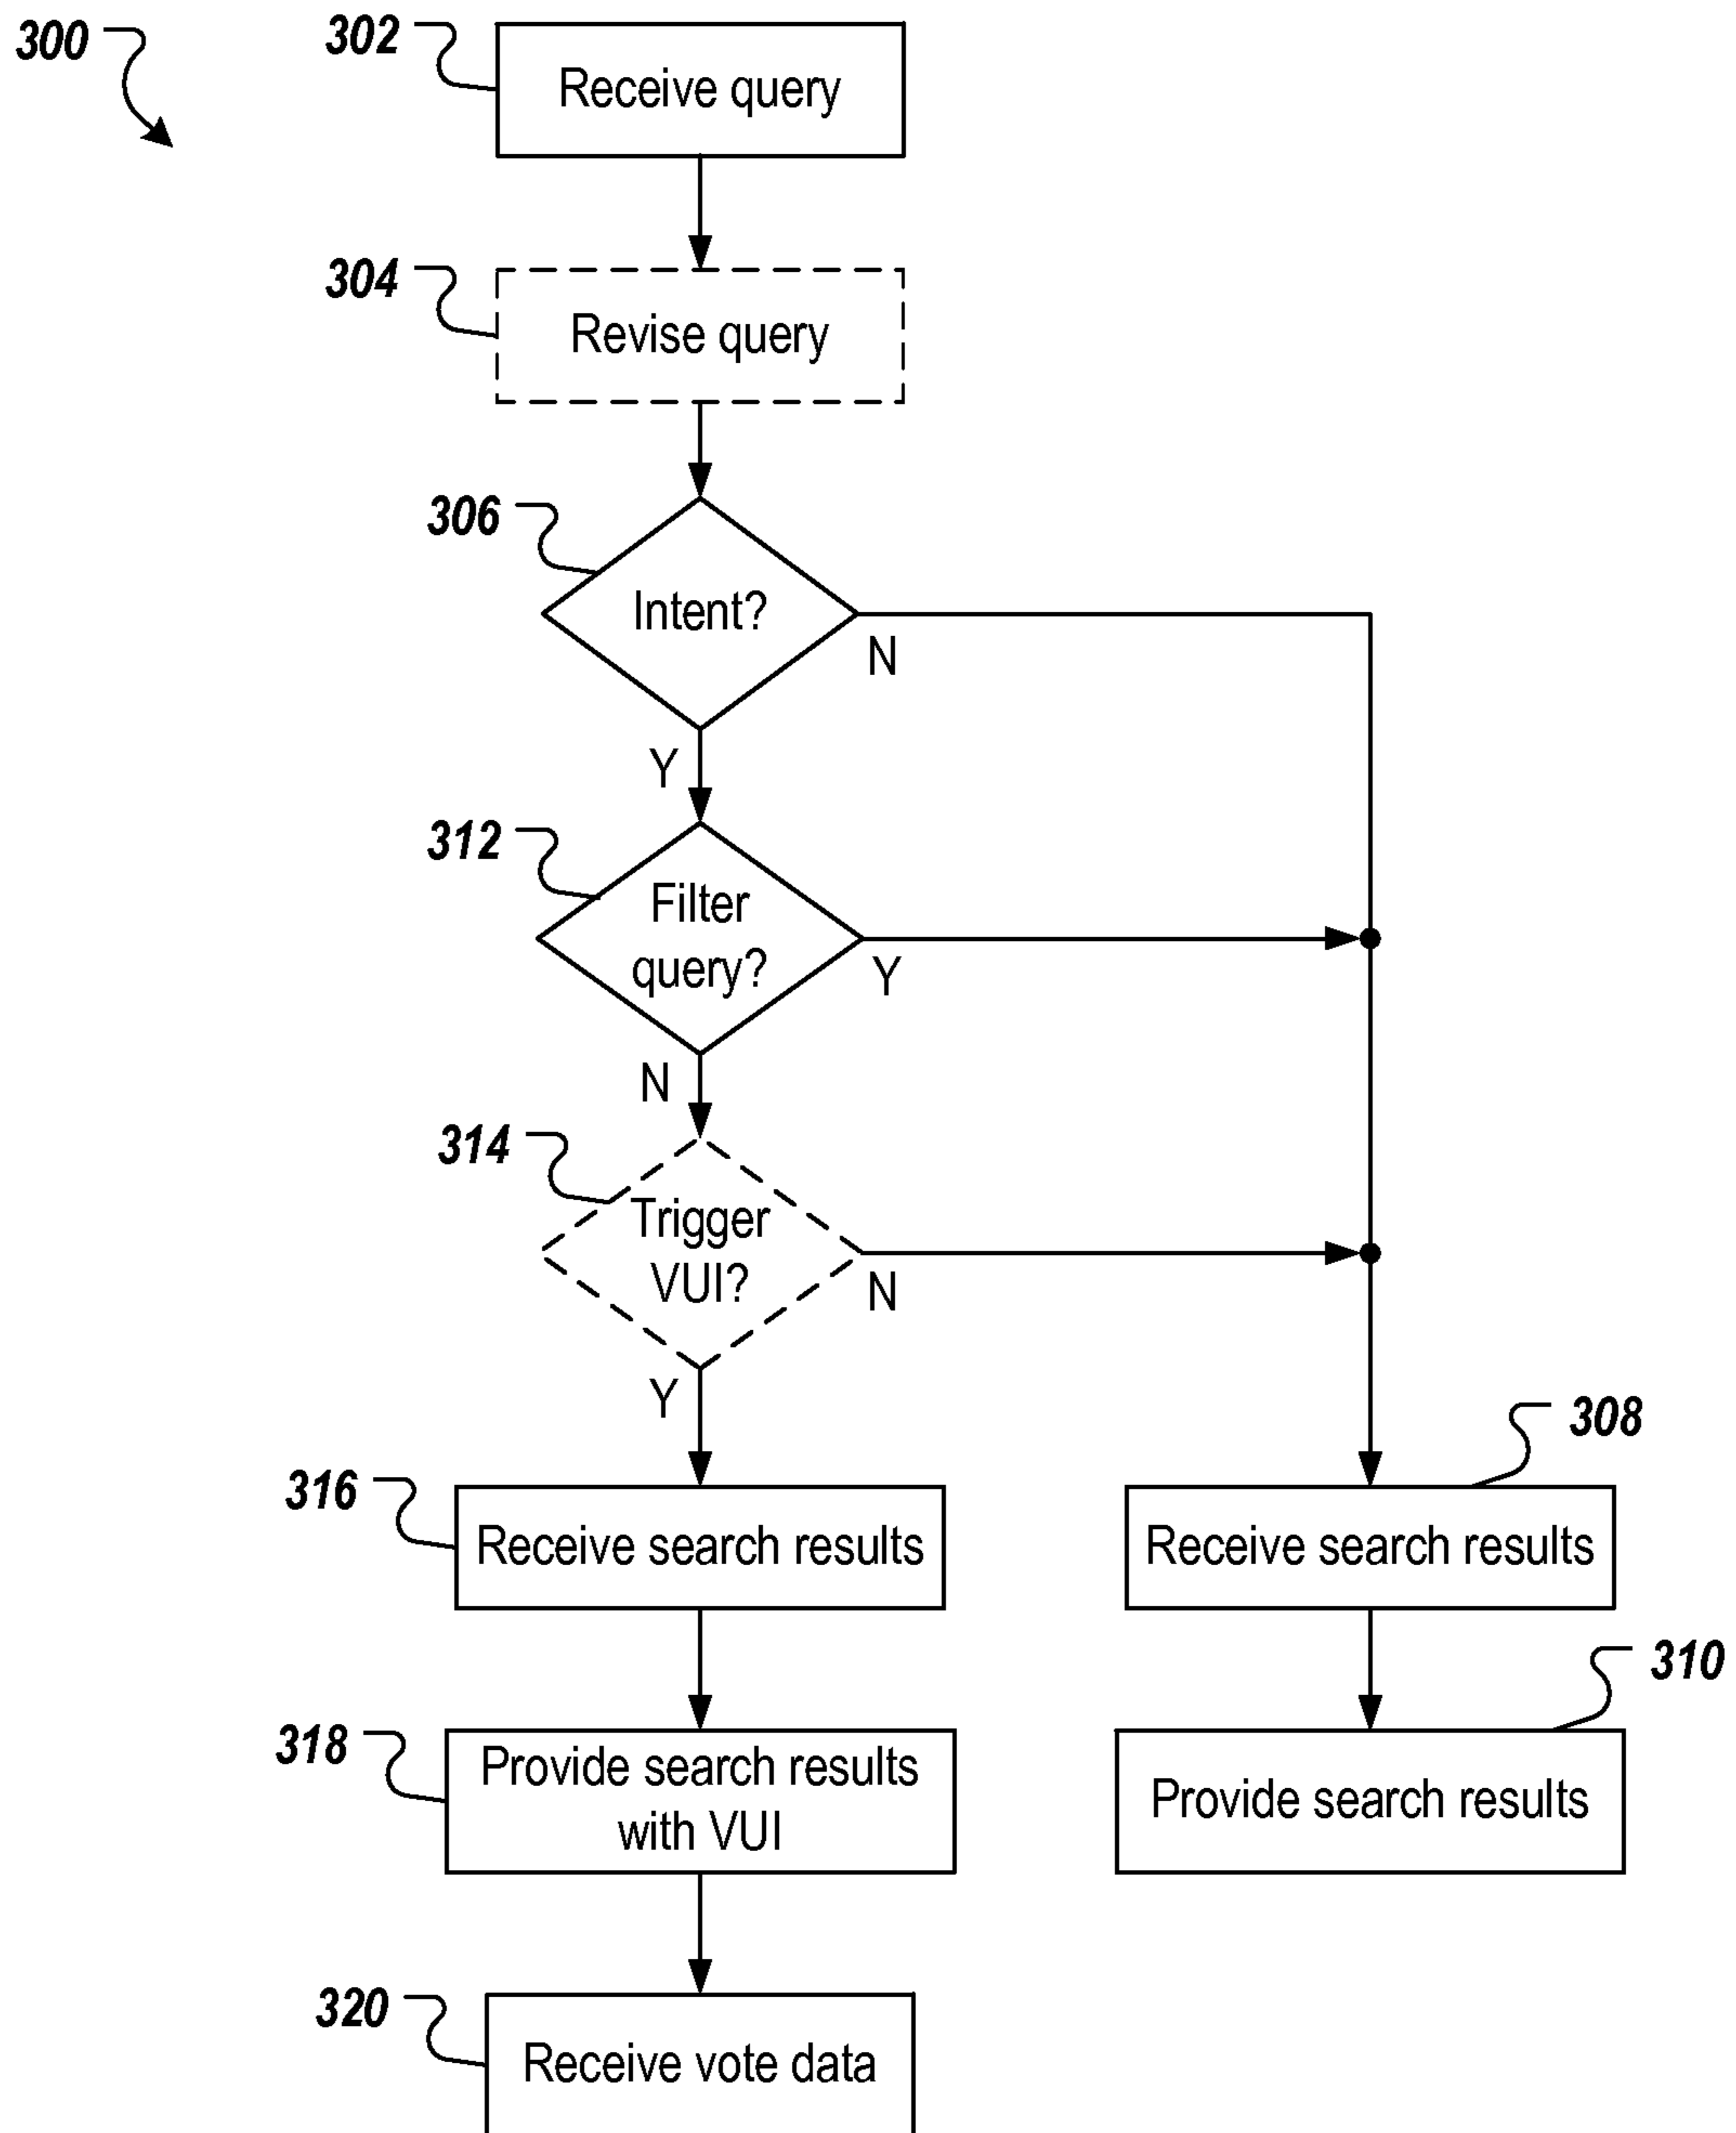 300
302
Receive query
304
Revise query
306
Intent?
N
Y
312
Filter
query?
Y
N
314
Trigger
VUI?
N
Y
308
316
Receive search results
Receive search results
310
318
Provide search results
with VUI
Provide search results
320
Receive vote data